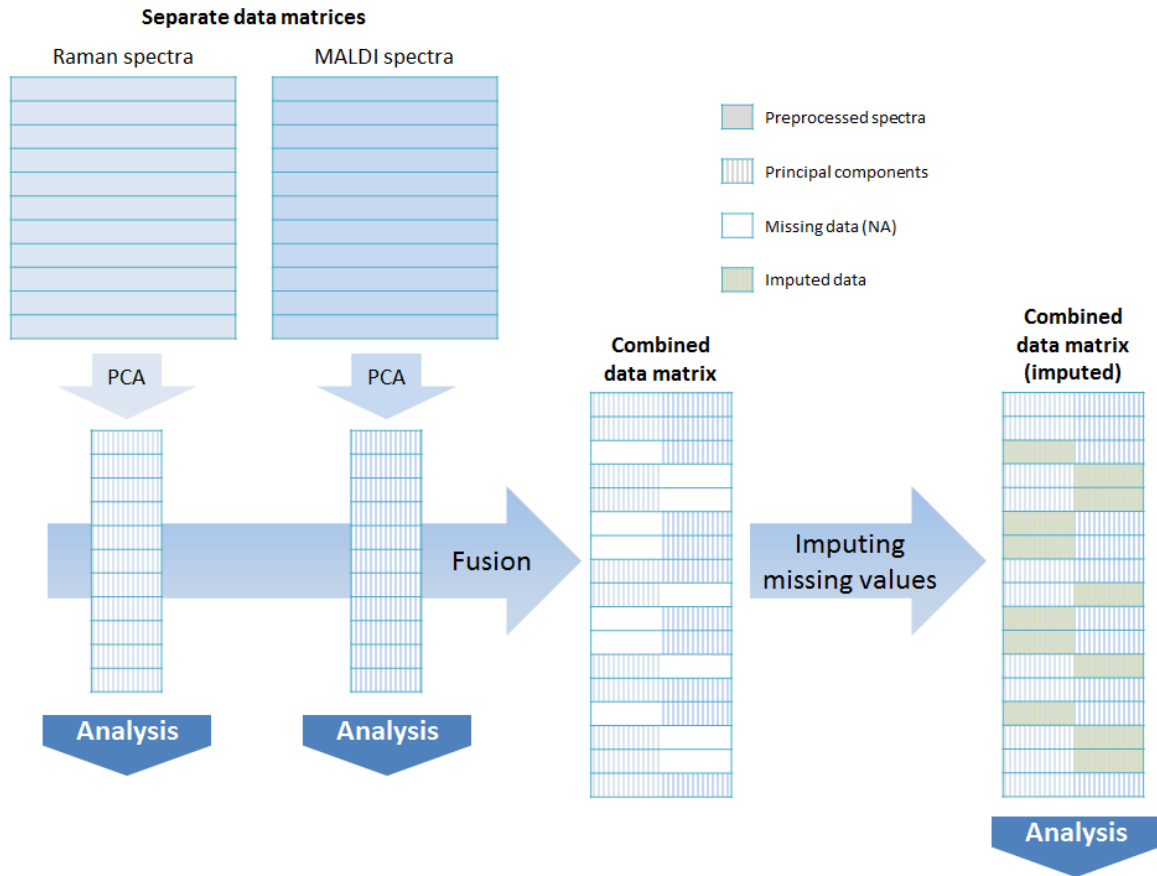 Separate data matrices
Raman spectra
MALDI spectra
Preprocessed spectra
Principal components
Missing data (NA)
Imputed data
PCA
PCA
Combined
data matrix
Combined
data matrix
(imputed)
Fusion
Imputing
missing values
Analysis
Analysis
Analysis